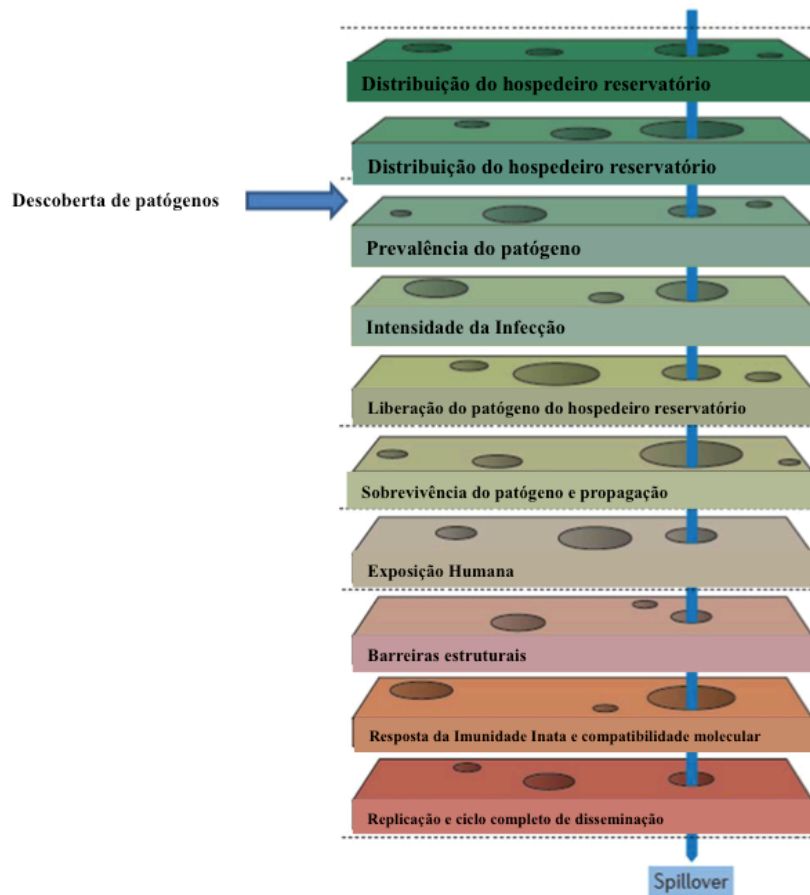 Distribuição do hospedeiro reservatório
Distribuição do hospedeiro reservatório
Descoberta de patógenos
Prevalência do patógeno
Intensidade da Infecção
Liberação do patógeno do hospedeiro reservatório
Sobrevivência do patógeno e propagação
Exposição Humana
Barreiras estruturais
Resposta da Imunidade Inata e compatibilidade molecular
Replicação e ciclo completo de disseminação
Spillover